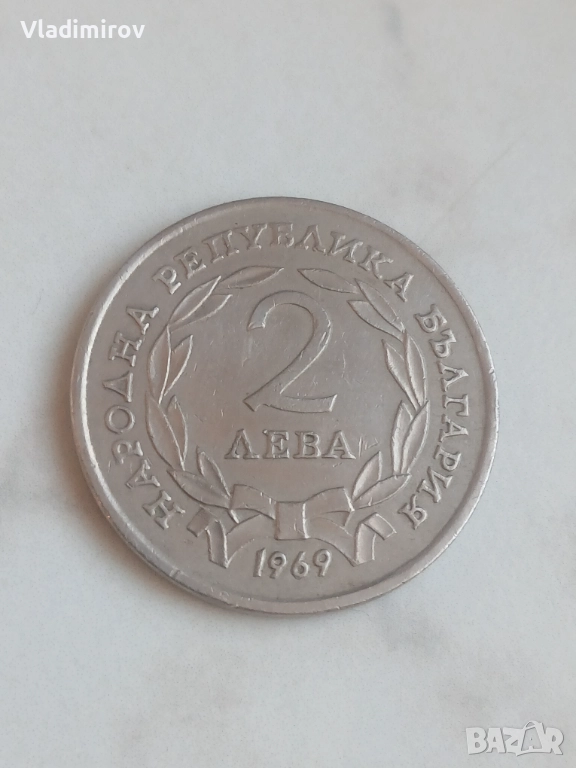 Vladimirov
НАРОДНА РЕПУБЛИКА БЪЛГАРИЯ
2
ЛЕВА
1969
BAZAR